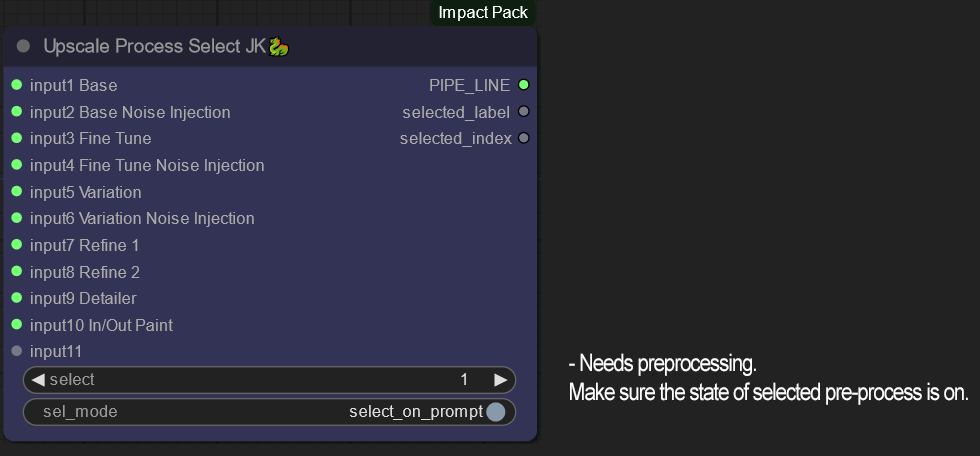 Impact Pack
Upscale Process Select JK🐉
input1 Base PIPE_LINE
input2 Base Noise Injection selected_label
input3 Fine Tune selected_index
input4 Fine Tune Noise Injection
input5 Variation
input6 Variation Noise Injection
input7 Refine 1
input8 Refine 2
input9 Detailer
input10 In/Out Paint
input11
select 1
sel_mode select_on_prompt
- Needs preprocessing.
Make sure the state of selected pre-process is on.